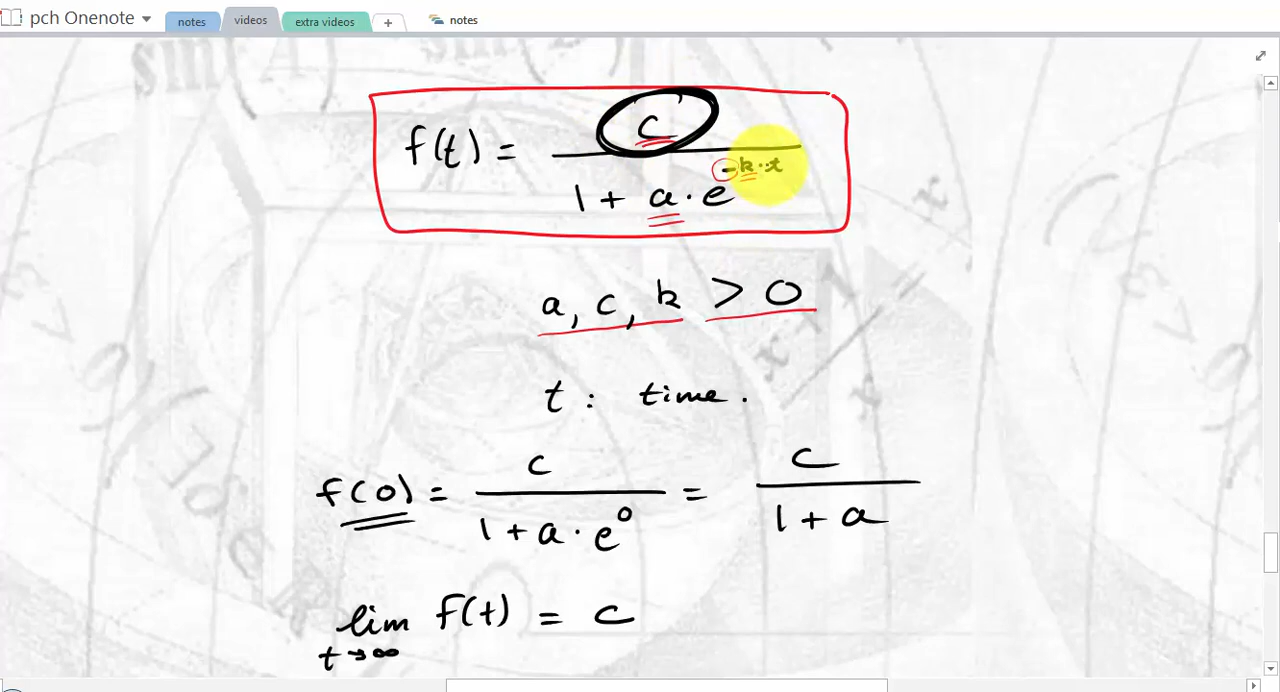 pch Onenote
notes videos extra videos + notes
f(t) = c / (1 + a · e^(-k·t))
a, c, k > 0
t : time.
f(0) = c / (1 + a · e^0) = c / (1 + a)
lim t→∞ f(t) = c